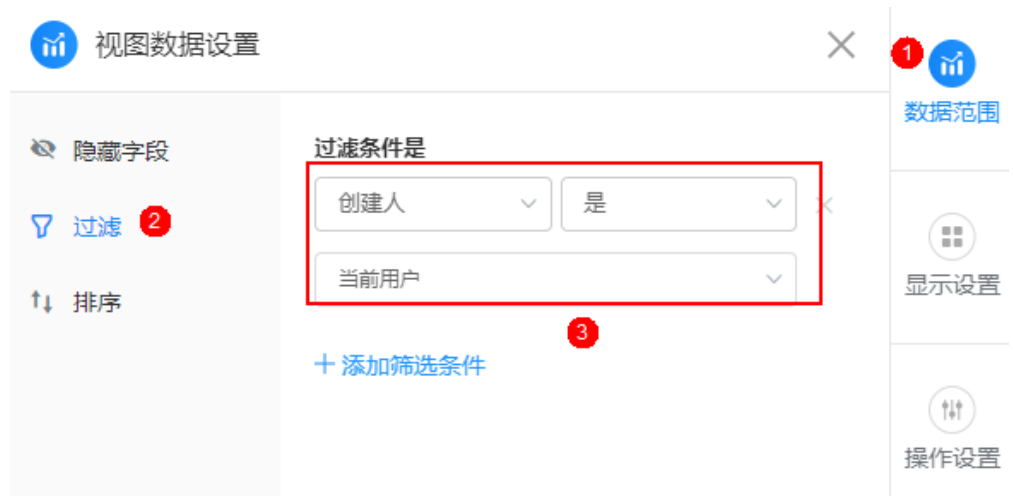 视图数据设置
隐藏字段
过滤 2
排序
过滤条件是
创建人
是
当前用户
3
+ 添加筛选条件
1
数据范围
显示设置
操作设置